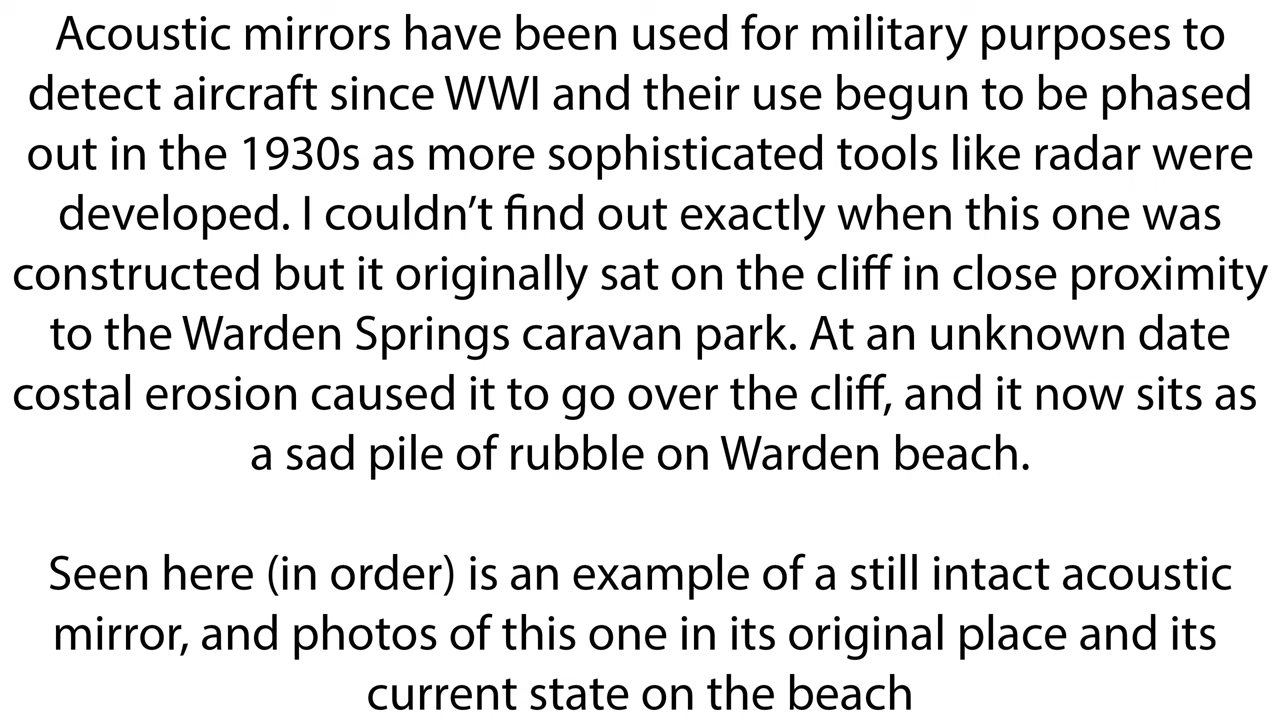 Acoustic mirrors have been used for military purposes to
detect aircraft since WWI and their use begun to be phased
out in the 1930s as more sophisticated tools like radar were
developed. I couldn’t find out exactly when this one was
constructed but it originally sat on the cliff in close proximity
to the Warden Springs caravan park. At an unknown date
costal erosion caused it to go over the cliff, and it now sits as
a sad pile of rubble on Warden beach.
Seen here (in order) is an example of a still intact acoustic
mirror, and photos of this one in its original place and its
current state on the beach